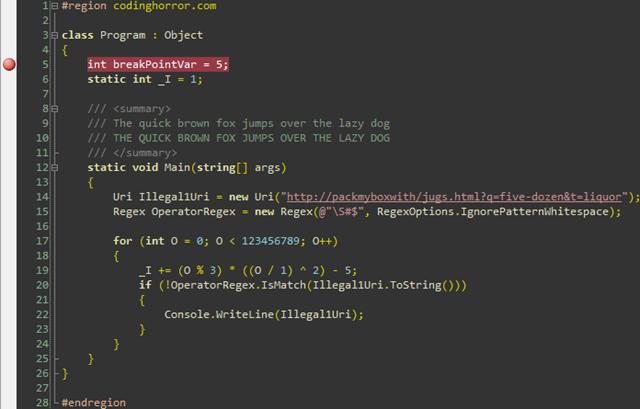 1 #region codinghorror.com
2
3 class Program : Object
4 {
5     int breakPointVar = 5;
6     static int _I = 1;
7
8     /// <summary>
9     /// The quick brown fox jumps over the lazy dog
10     /// THE QUICK BROWN FOX JUMPS OVER THE LAZY DOG
11     /// </summary>
12     static void Main(string[] args)
13     {
14         Uri Illegal1Uri = new Uri("http://packmyboxwith/jugs.html?q=five-dozen&t=liquor");
15         Regex OperatorRegex = new Regex(@"\S#$", RegexOptions.IgnorePatternWhitespace);
16
17         for (int O = 0; O < 123456789; O++)
18         {
19             _I += (O % 3) * ((O / 1) ^ 2) - 5;
20             if (!OperatorRegex.IsMatch(Illegal1Uri.ToString()))
21             {
22                 Console.WriteLine(Illegal1Uri);
23             }
24         }
25     }
26 }
27
28 #endregion